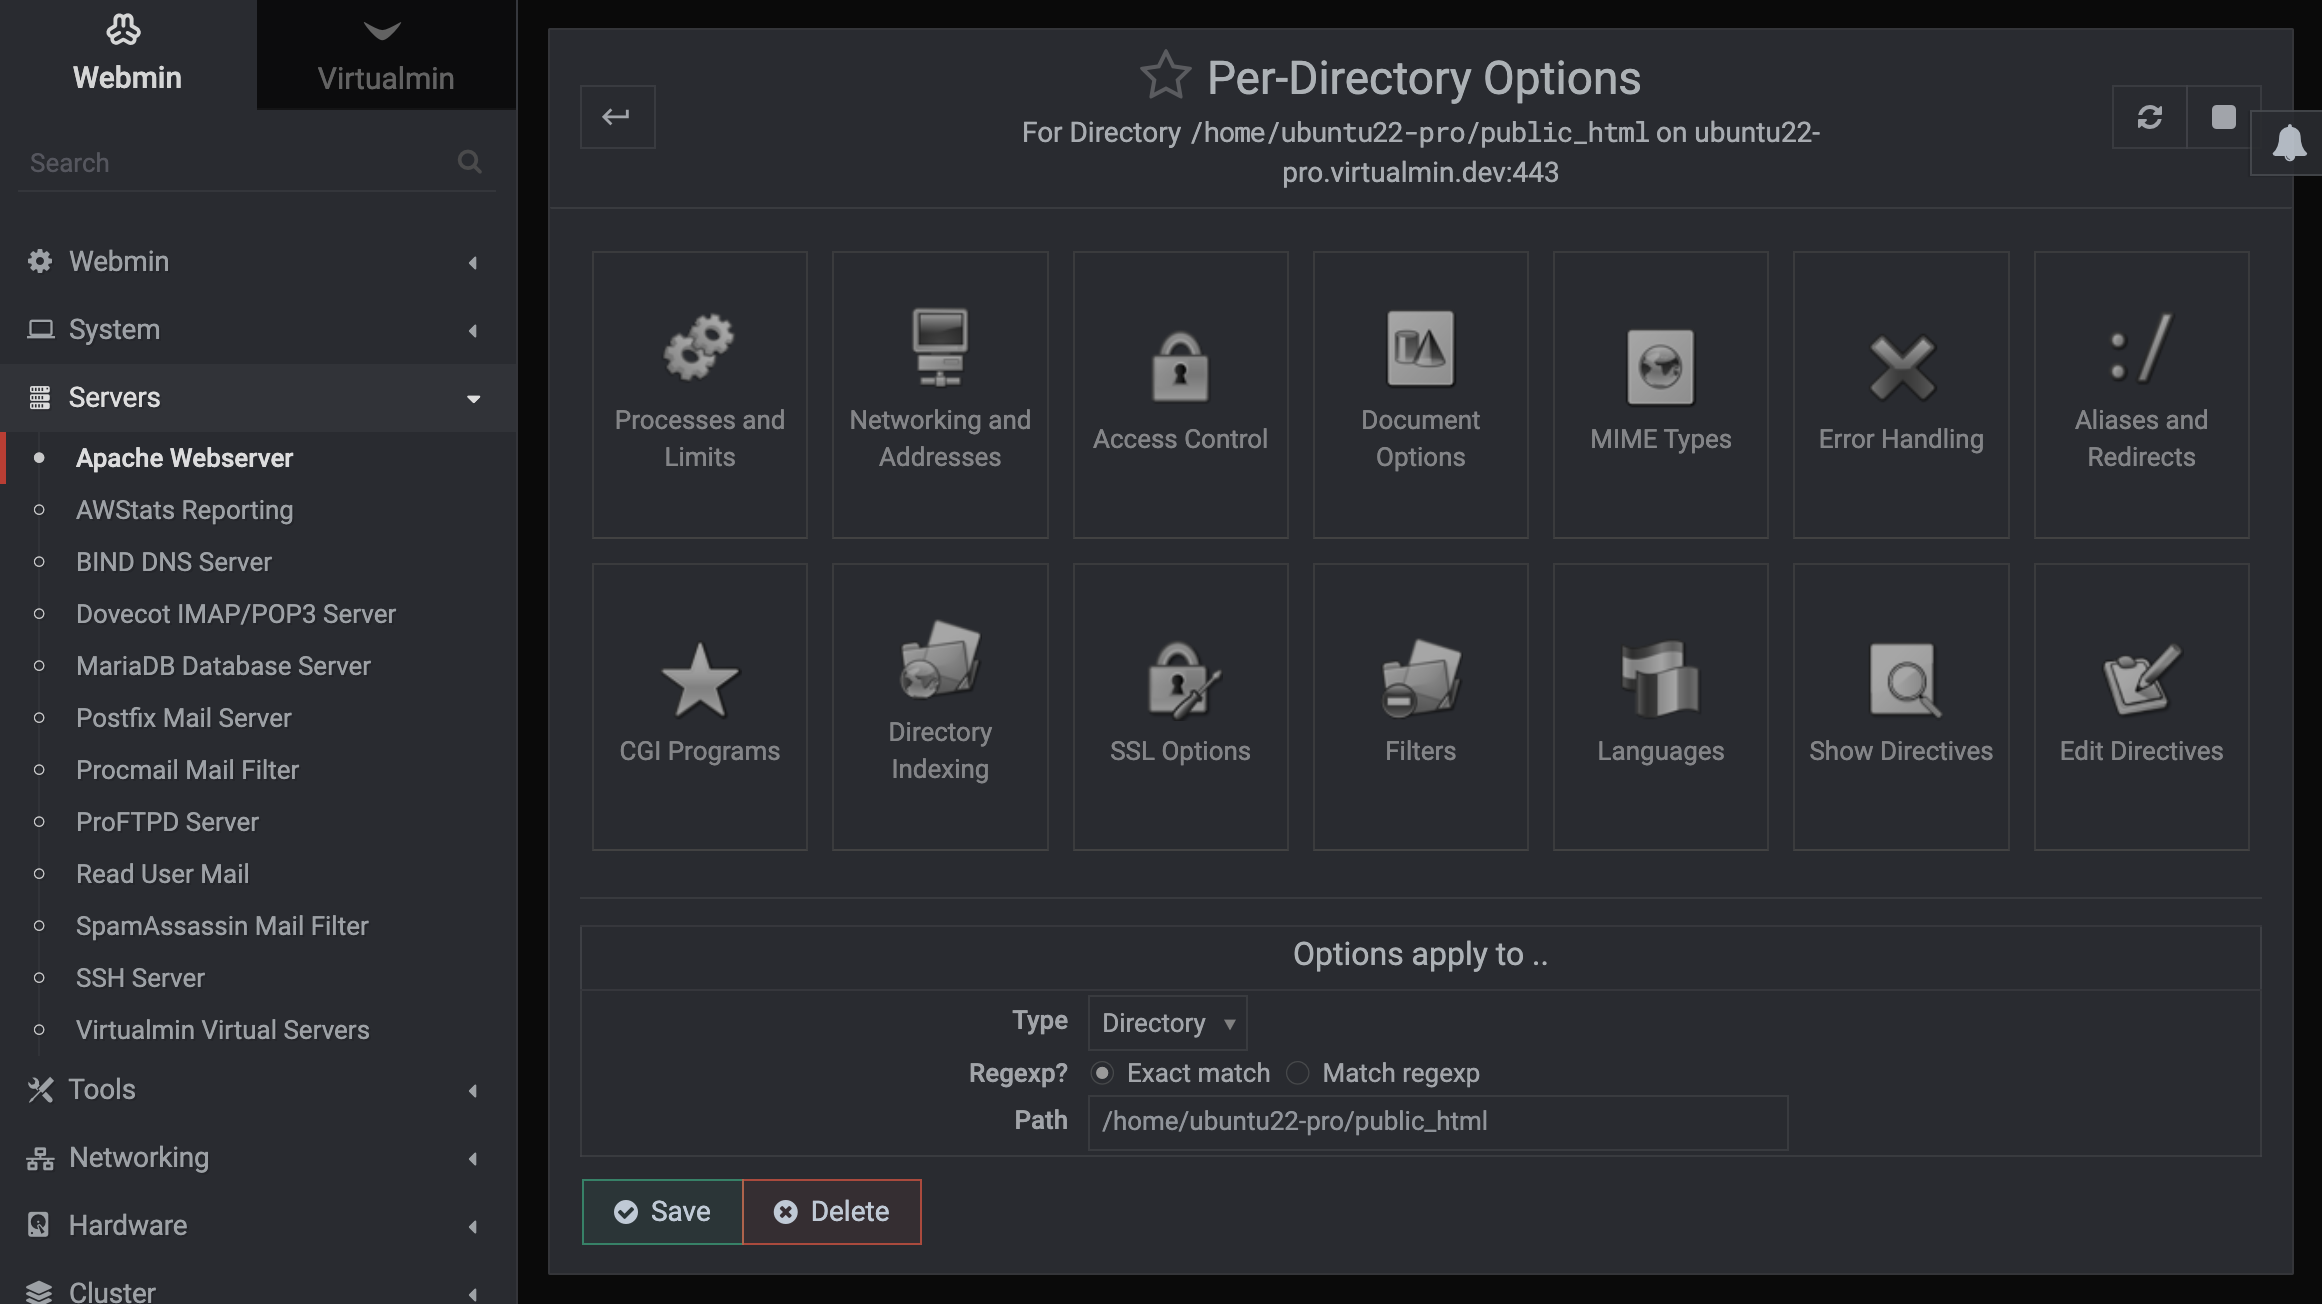 Webmin
Virtualmin
Search
Webmin
System
Servers
Apache Webserver
AWStats Reporting
BIND DNS Server
Dovecot IMAP/POP3 Server
MariaDB Database Server
Postfix Mail Server
Procmail Mail Filter
ProFTPD Server
Read User Mail
SpamAssassin Mail Filter
SSH Server
Virtualmin Virtual Servers
Tools
Networking
Hardware
Cluster
Per-Directory Options
For Directory /home/ubuntu22-pro/public_html on ubuntu22-
pro.virtualmin.dev:443
Processes and
Limits
Networking and
Addresses
Access Control
Document
Options
MIME Types
Error Handling
Aliases and
Redirects
CGI Programs
Directory
Indexing
SSL Options
Filters
Languages
Show Directives
Edit Directives
Options apply to ..
Type Directory
Regexp? Exact match Match regexp
Path /home/ubuntu22-pro/public_html
Save Delete